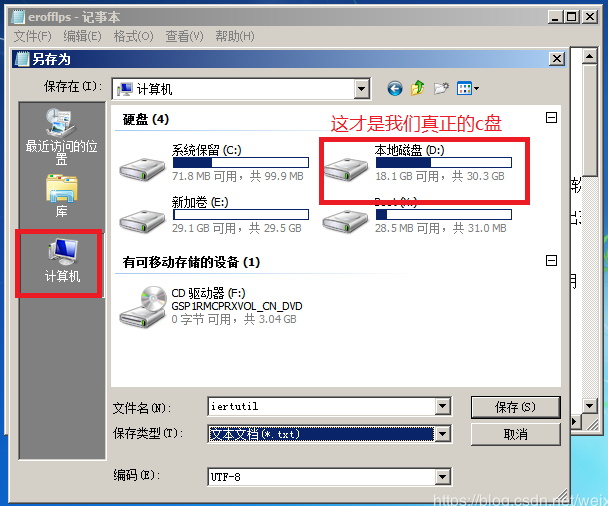 erofflps - 记事本
文件(F) 编辑(E) 格式(O) 查看(V) 帮助(H)
另存为
保存在(I):
计算机
硬盘 (4)
这才是我们真正的c盘
系统保留 (C:)
71.8 MB 可用，共 99.9 MB
本地磁盘 (D:)
18.1 GB 可用，共 30.3 GB
新加卷 (E:)
29.1 GB 可用，共 29.5 GB
28.5 MB 可用，共 31.0 MB
有可移动存储的设备 (1)
CD 驱动器 (F:)
GSP1RMCPRXVOL_CN_DVD
0 字节 可用，共 3.04 GB
最近访问的位
置
库
计算机
文件名(N):
iertutil
保存(S)
保存类型(T):
文本文档(*.txt)
取消
编码(E):
UTF-8
https://blog.csdn.net/weix